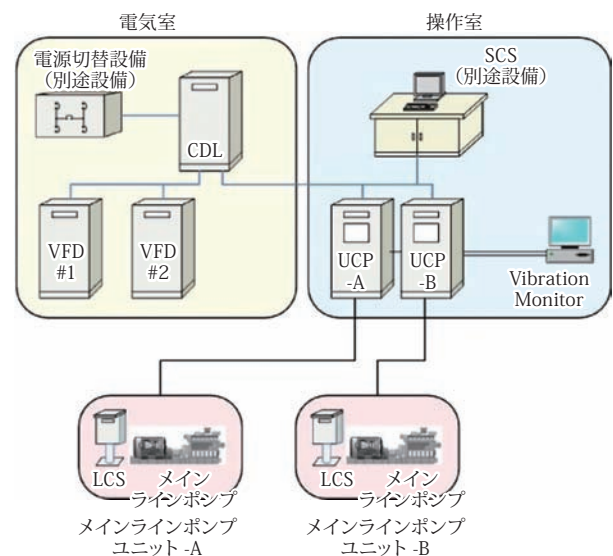 電気室
操作室
電源切替設備
(別途設備)
CDL
VFD
#1
VFD
#2
SCS
(別途設備)
UCP
-A
UCP
-B
Vibration
Monitor
LCS
メイン
ラインポンプ
メインラインポンプ
ユニット -A
LCS
メイン
ラインポンプ
メインラインポンプ
ユニット -B